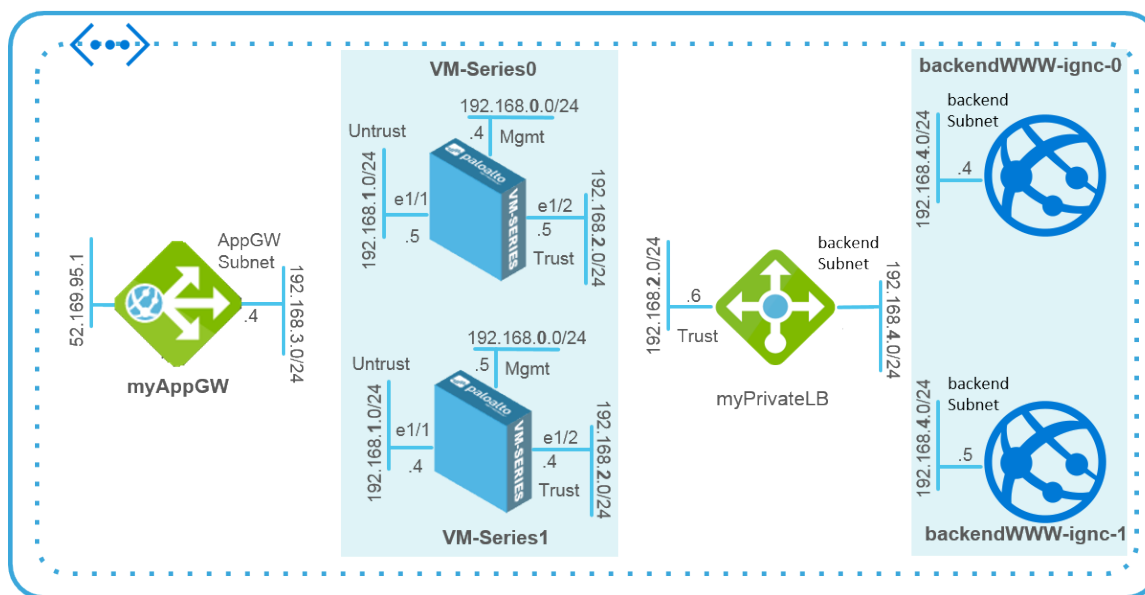 VM-Series0
192.168.0.0/24
.4
Mgmt
Untrust
192.168.1.0/24
e1/1
.5
paloalto
VM-SERIES
e1/2
.5
Trust
192.168.2.0/24
52.169.95.1
AppGW
Subnet
.4
192.168.3.0/24
myAppGW
192.168.0.0/24
.5
Mgmt
Untrust
192.168.1.0/24
e1/1
.4
paloalto
VM-SERIES
e1/2
.4
Trust
192.168.2.0/24
VM-Series1
192.168.2.0/24
.6
Trust
backend
Subnet
192.168.4.0/24
myPrivateLB
backendWWW-ignc-0
backend
Subnet
192.168.4.0/24
.4
backend
Subnet
192.168.4.0/24
.5
backendWWW-ignc-1